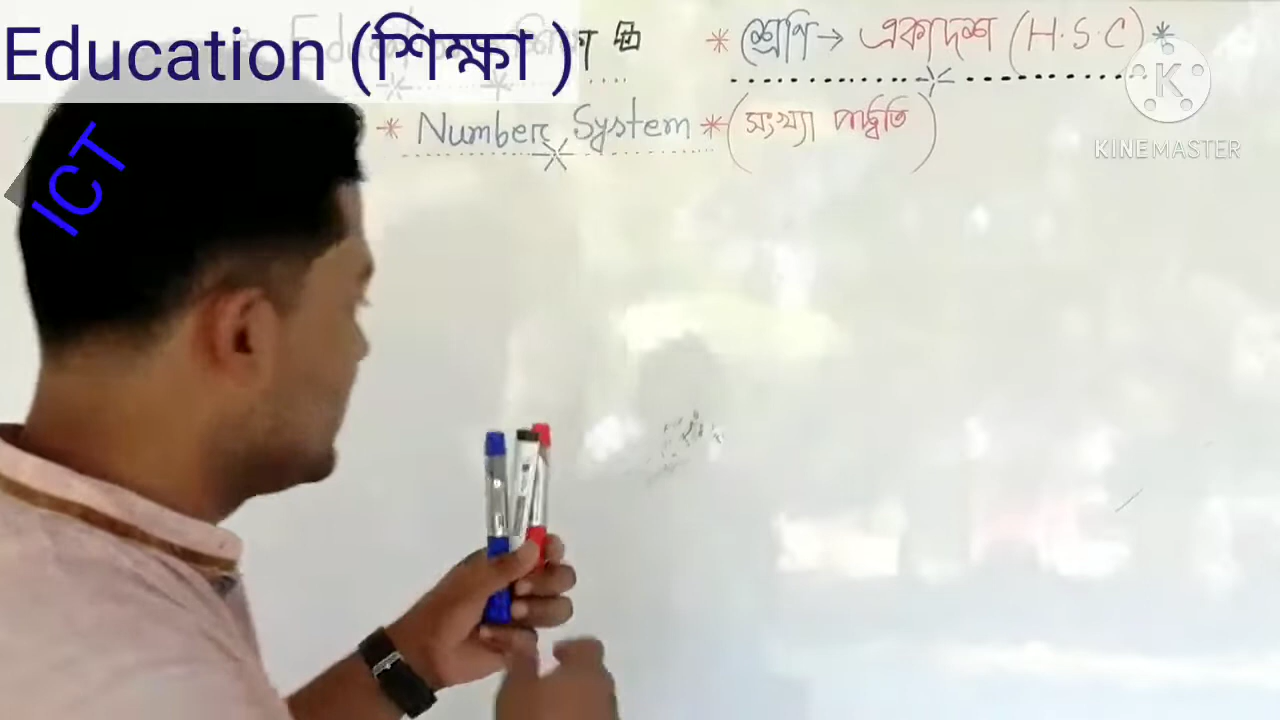 Education (শিক্ষা )
* শ্রেণি → একাদশ (H.S.C) *
ICT
* Number System * (সংখ্যা পদ্ধতি)
K
KINEMASTER